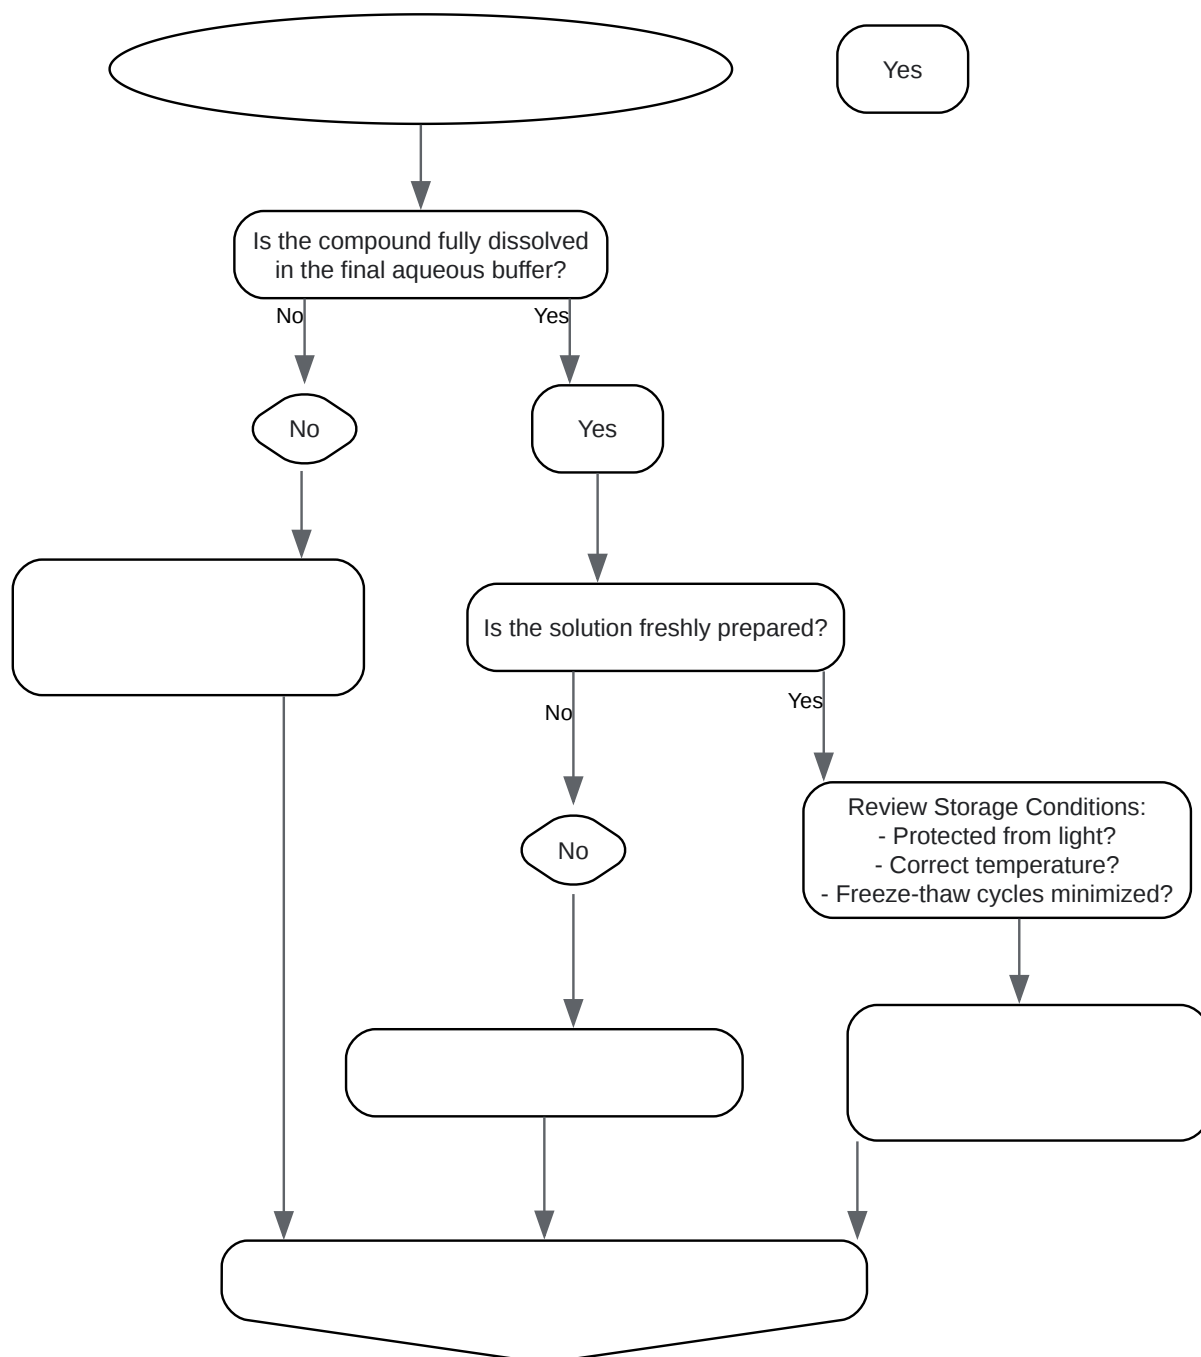 Yes
Is the compound fully dissolved
in the final aqueous buffer?
No
Yes
No
Yes
Is the solution freshly prepared?
No
Yes
Review Storage Conditions:
- Protected from light?
- Correct temperature?
- Freeze-thaw cycles minimized?
No